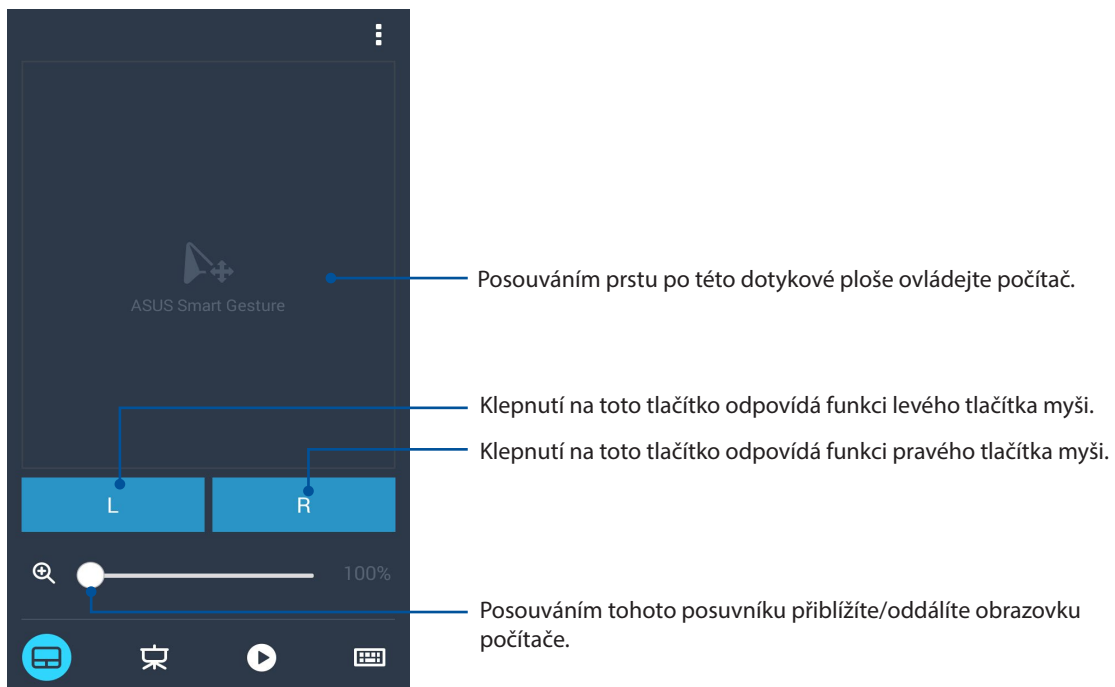 ASUS Smart Gesture
Posouváním prstu po této dotykové ploše ovládejte počítač.
Klepnutí na toto tlačítko odpovídá funkci levého tlačítka myši.
Klepnutí na toto tlačítko odpovídá funkci pravého tlačítka myši.
L
R
100%
Posouváním tohoto posuvníku přiblížíte/oddálíte obrazovku
počítače.